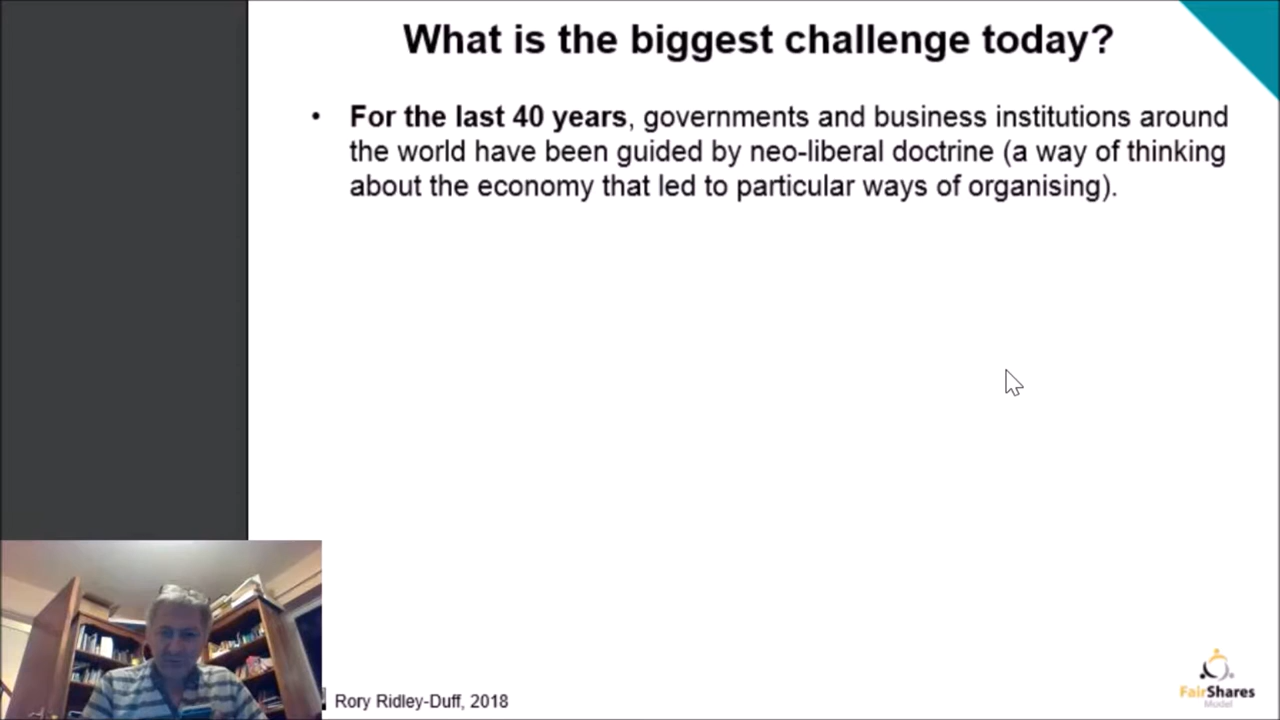 What is the biggest challenge today?
• For the last 40 years, governments and business institutions around
the world have been guided by neo-liberal doctrine (a way of thinking
about the economy that led to particular ways of organising).
Rory Ridley-Duff, 2018
FairShares
Model